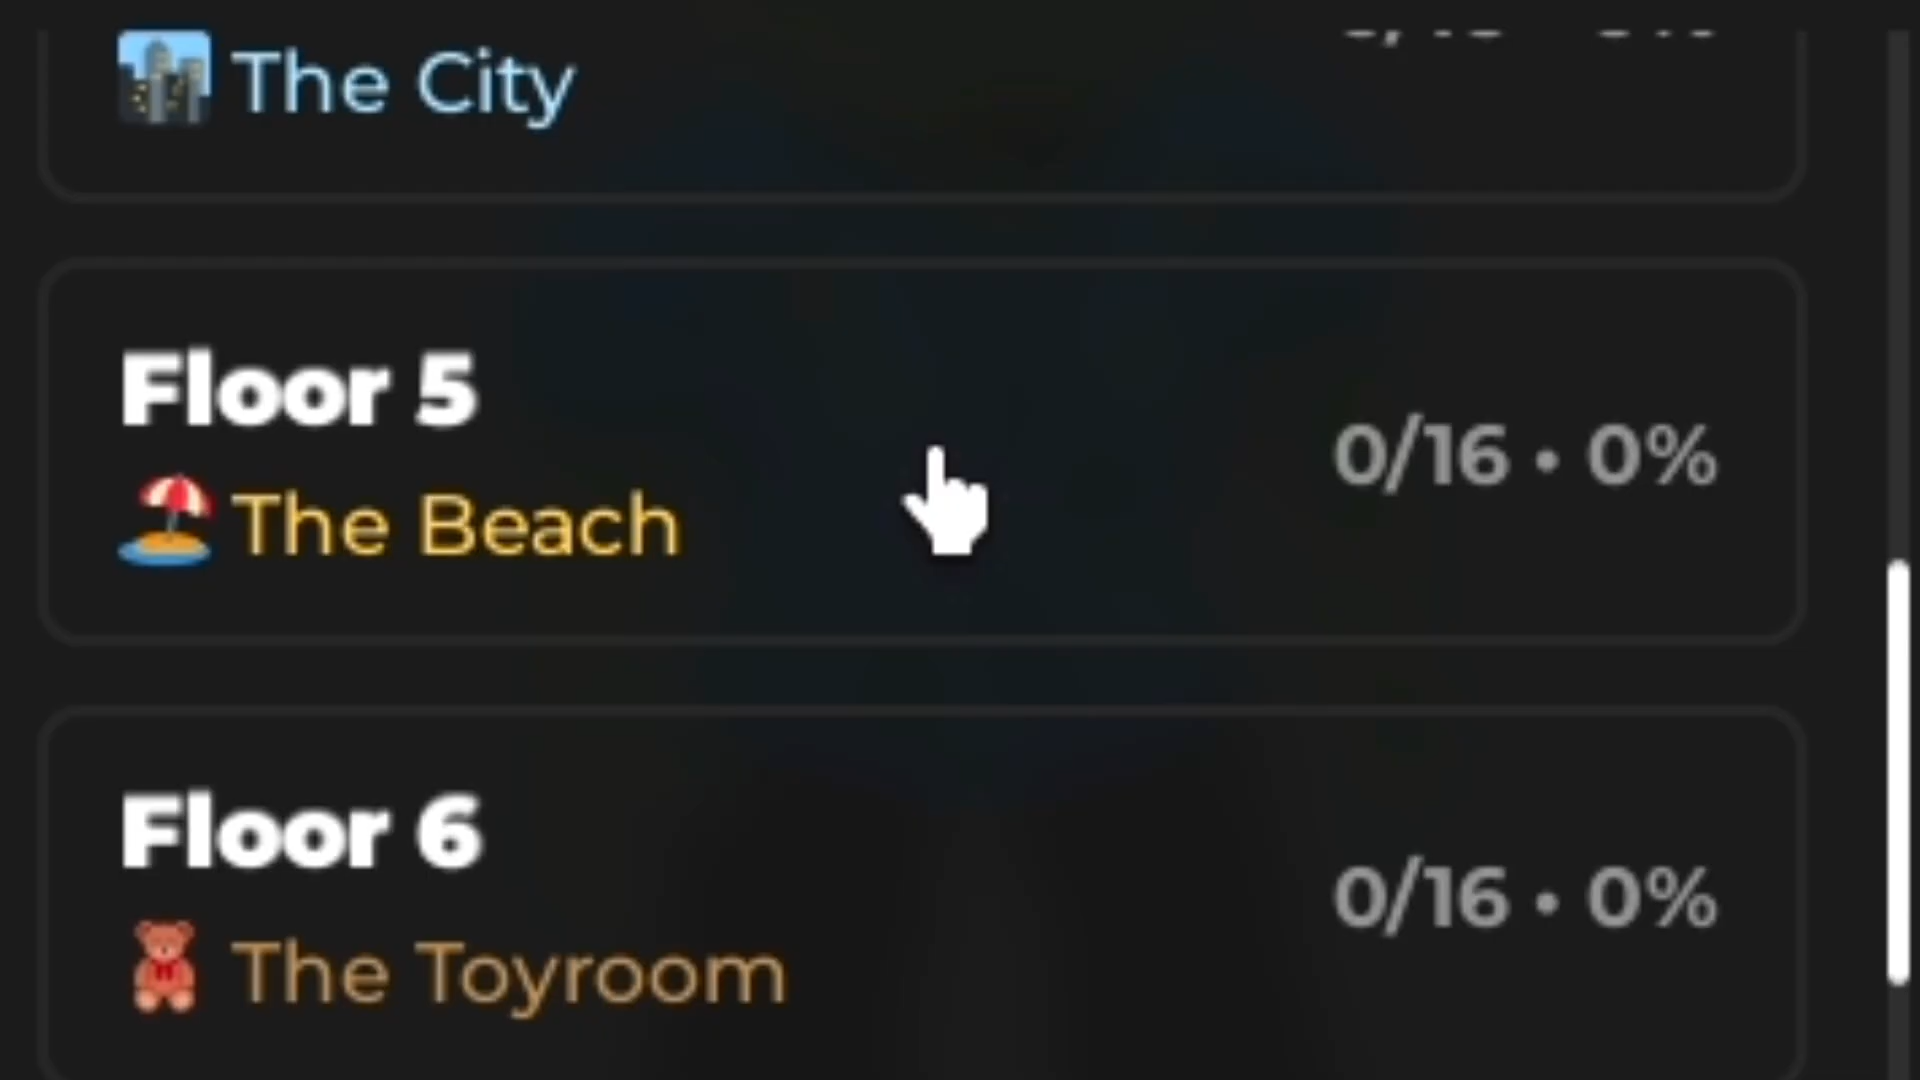 The City
Floor 5
The Beach
0/16 • 0%
Floor 6
The Toyroom
0/16 • 0%